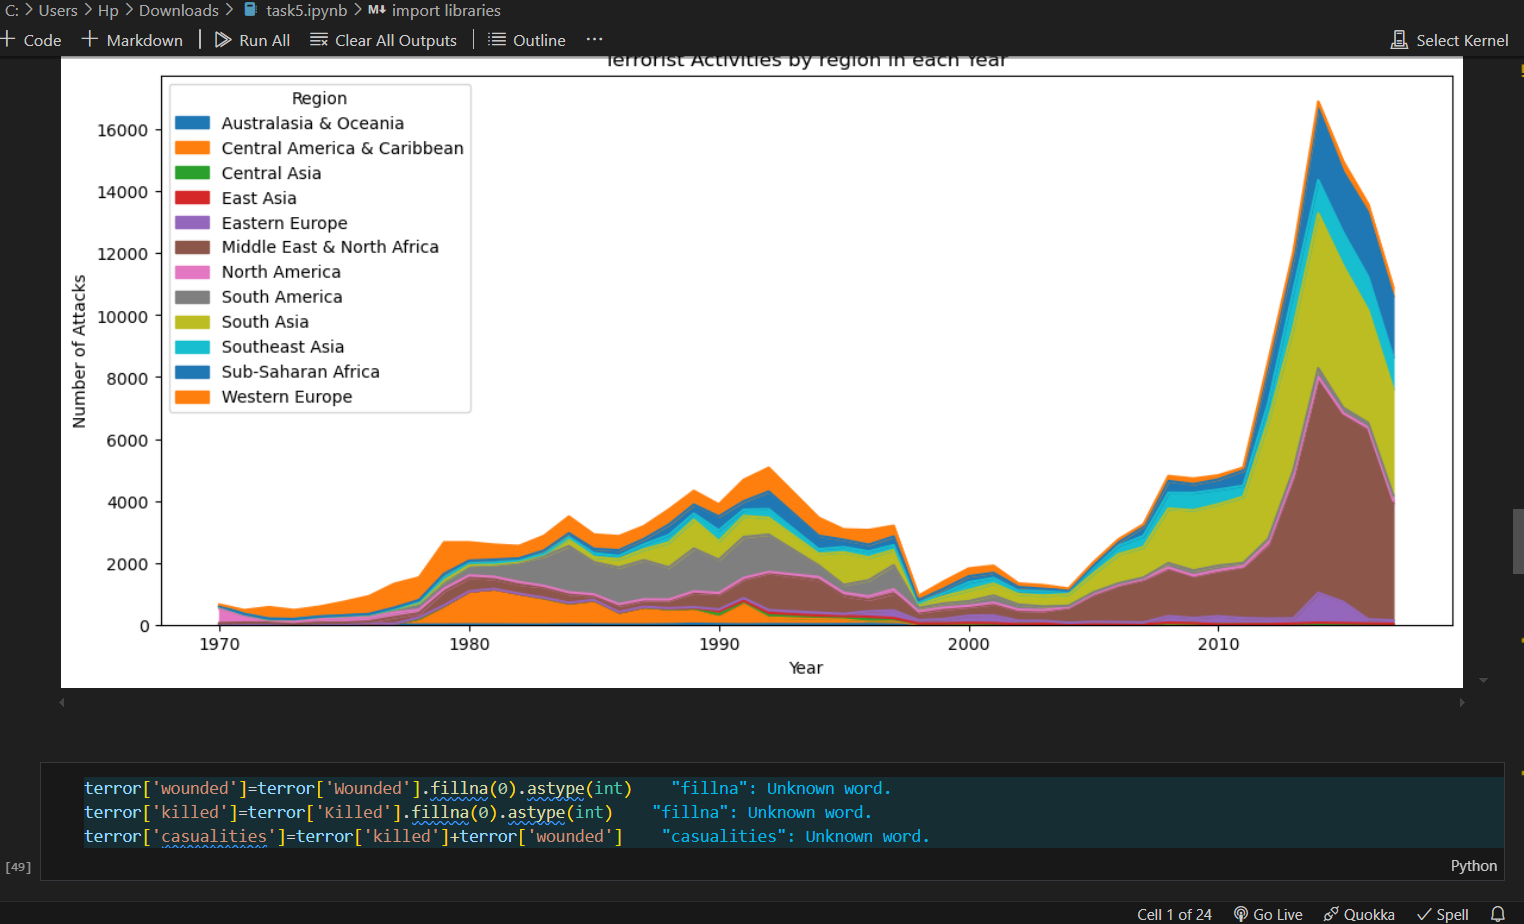 C: > Users > Hp > Downloads > task5.ipynb > M↓ import libraries
+ Code + Markdown | Run All Clear All Outputs | Outline ··· Select Kernel
Terrorist Activities by region in each Year
Region
Australasia & Oceania
Central America & Caribbean
Central Asia
East Asia
Eastern Europe
Middle East & North Africa
North America
South America
South Asia
Southeast Asia
Sub-Saharan Africa
Western Europe
16000
14000
12000
10000
8000
6000
4000
2000
0
Number of Attacks
1970 1980 1990 2000 2010
Year
terror['wounded']=terror['Wounded'].fillna(0).astype(int) "fillna": Unknown word.
terror['killed']=terror['Killed'].fillna(0).astype(int) "fillna": Unknown word.
terror['casualities']=terror['killed']+terror['wounded'] "casualities": Unknown word.
[49] Python
Cell 1 of 24 Go Live Quokka Spell